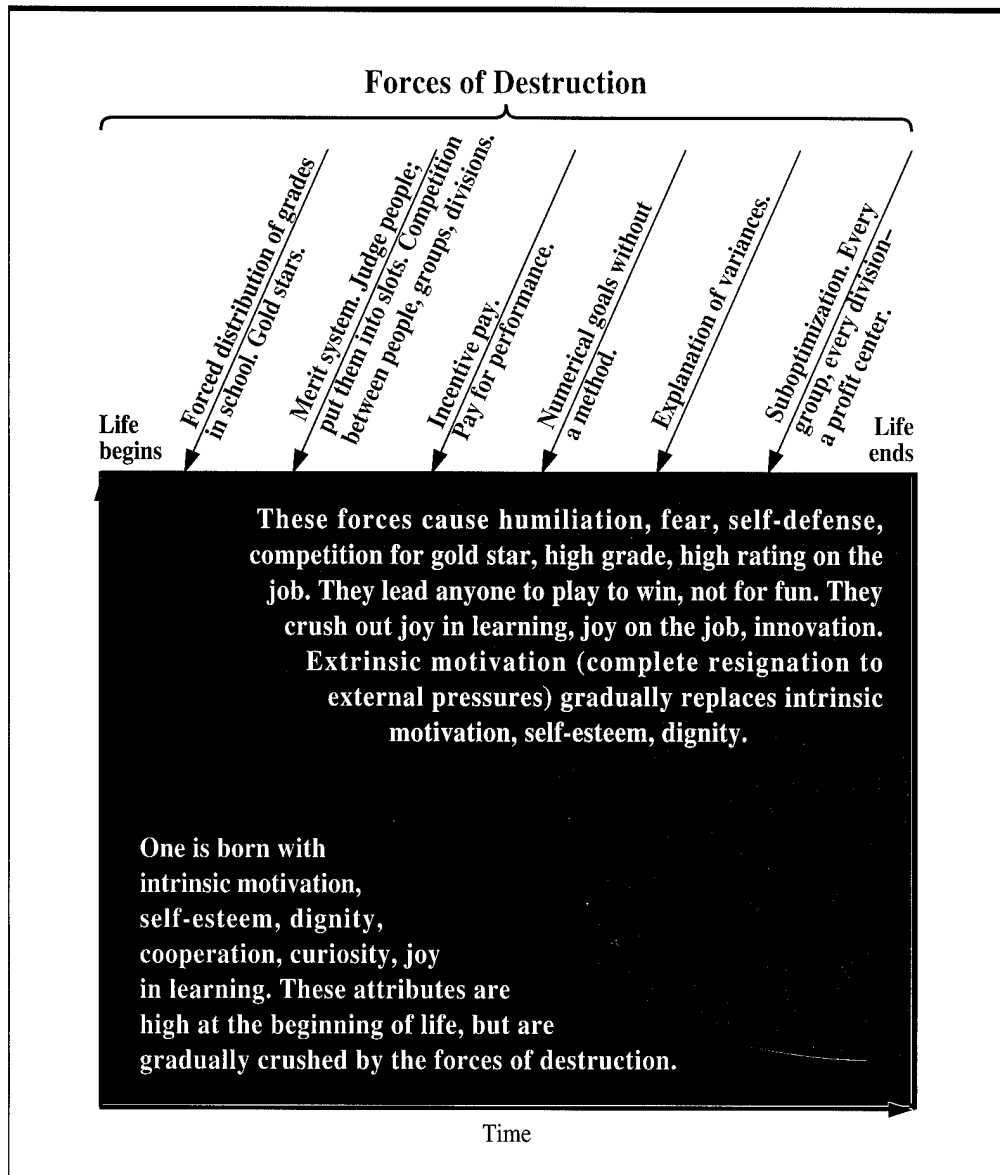 Forces of Destruction
Forced distribution of grades
in school. Gold stars.
Merit system. Judge people;
put them into slots. Competition
between people, groups, divisions.
Incentive pay.
Pay for performance.
Numerical goals without
a method.
Explanation of variances.
Suboptimization. Every
group, every division–
a profit center.
Life
begins
Life
ends
These forces cause humiliation, fear, self-defense,
competition for gold star, high grade, high rating on the
job. They lead anyone to play to win, not for fun. They
crush out joy in learning, joy on the job, innovation.
Extrinsic motivation (complete resignation to
external pressures) gradually replaces intrinsic
motivation, self-esteem, dignity.
One is born with
intrinsic motivation,
self-esteem, dignity,
cooperation, curiosity, joy
in learning. These attributes are
high at the beginning of life, but are
gradually crushed by the forces of destruction.
Time